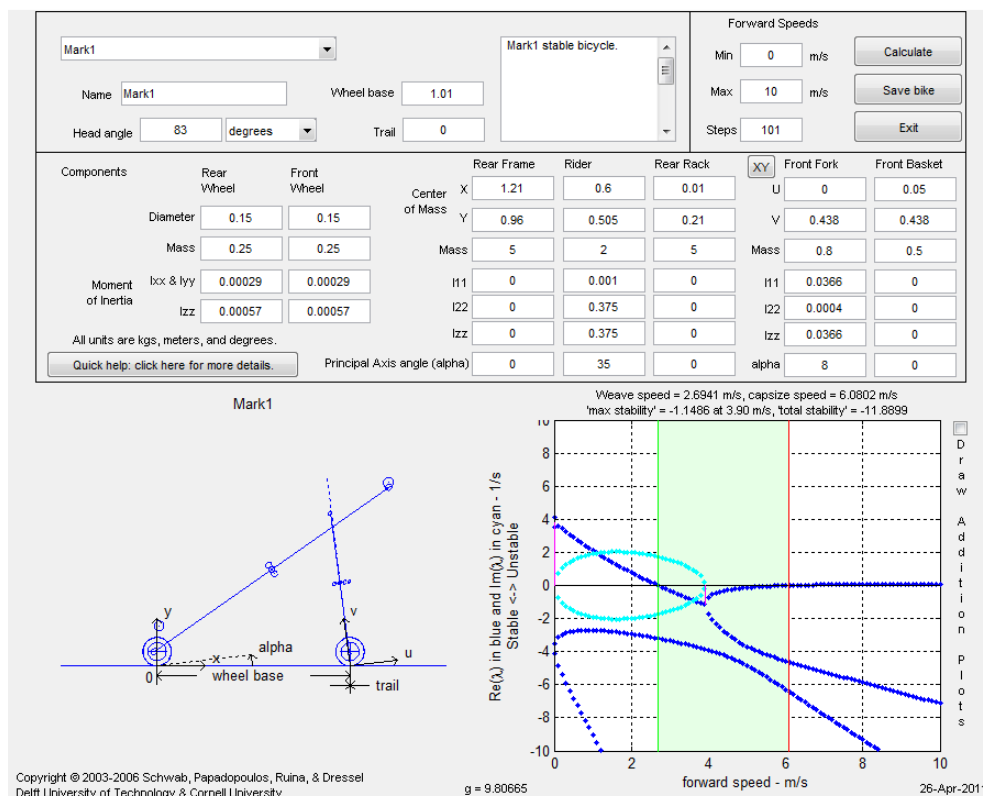 Forward Speeds
Mark1
Mark1 stable bicycle.
Min 0 m/s Calculate
Name Mark1 Wheel base 1.01
Max 10 m/s Save bike
Head angle 83 degrees Trail 0
Steps 101 Exit
Components Rear Wheel Front Wheel
Center of Mass
Rear Frame Rider Rear Rack XY Front Fork Front Basket
X 1.21 0.6 0.01 U 0 0.05
Diameter 0.15 0.15 Y 0.96 0.505 0.21 V 0.438 0.438
Mass 0.25 0.25 Mass 5 2 5 Mass 0.8 0.5
Moment of Inertia
Ixx & Iyy 0.00029 0.00029 I11 0 0.001 0 I11 0.0366 0
Izz 0.00057 0.00057 I22 0 0.375 0 I22 0.0004 0
Izz 0 0.375 0 Izz 0.0366 0
All units are kgs, meters, and degrees.
Quick help: click here for more details. Principal Axis angle (alpha) 0 35 0 alpha 8 0
Mark1
Weave speed = 2.6941 m/s, capsize speed = 6.0802 m/s
'max stability' = -1.1486 at 3.90 m/s, 'total stability' = -11.8899
10
8
6
4
2
0
-2
-4
-6
-8
-10
Re(λ) in blue and Im(λ) in cyan - 1/s
Stable <-> Unstable
Draw Addition Plots
y
v
alpha
x
u
0
wheel base
trail
0 2 4 6 8 10
forward speed - m/s
Copyright © 2003-2006 Schwab, Papadopoulos, Ruina, & Dressel
Delft University of Technology & Cornell University
g = 9.80665
26-Apr-2011